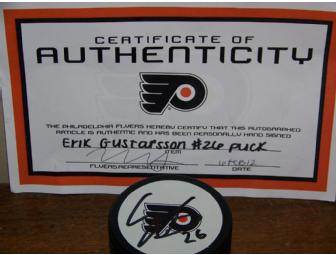 CERTIFICATE OF
AUTHENTICITY
THE PHILADELPHIA FLYERS HEREBY CERTIFY THAT THIS AUTOGRAPHED
ARTICLE IS AUTHENTIC AND HAS BEEN PERSONALLY HAND SIGNED
Erik Gustafsson #26 puck
ITEM
FLYERS REPRESENTATIVE DATE
26